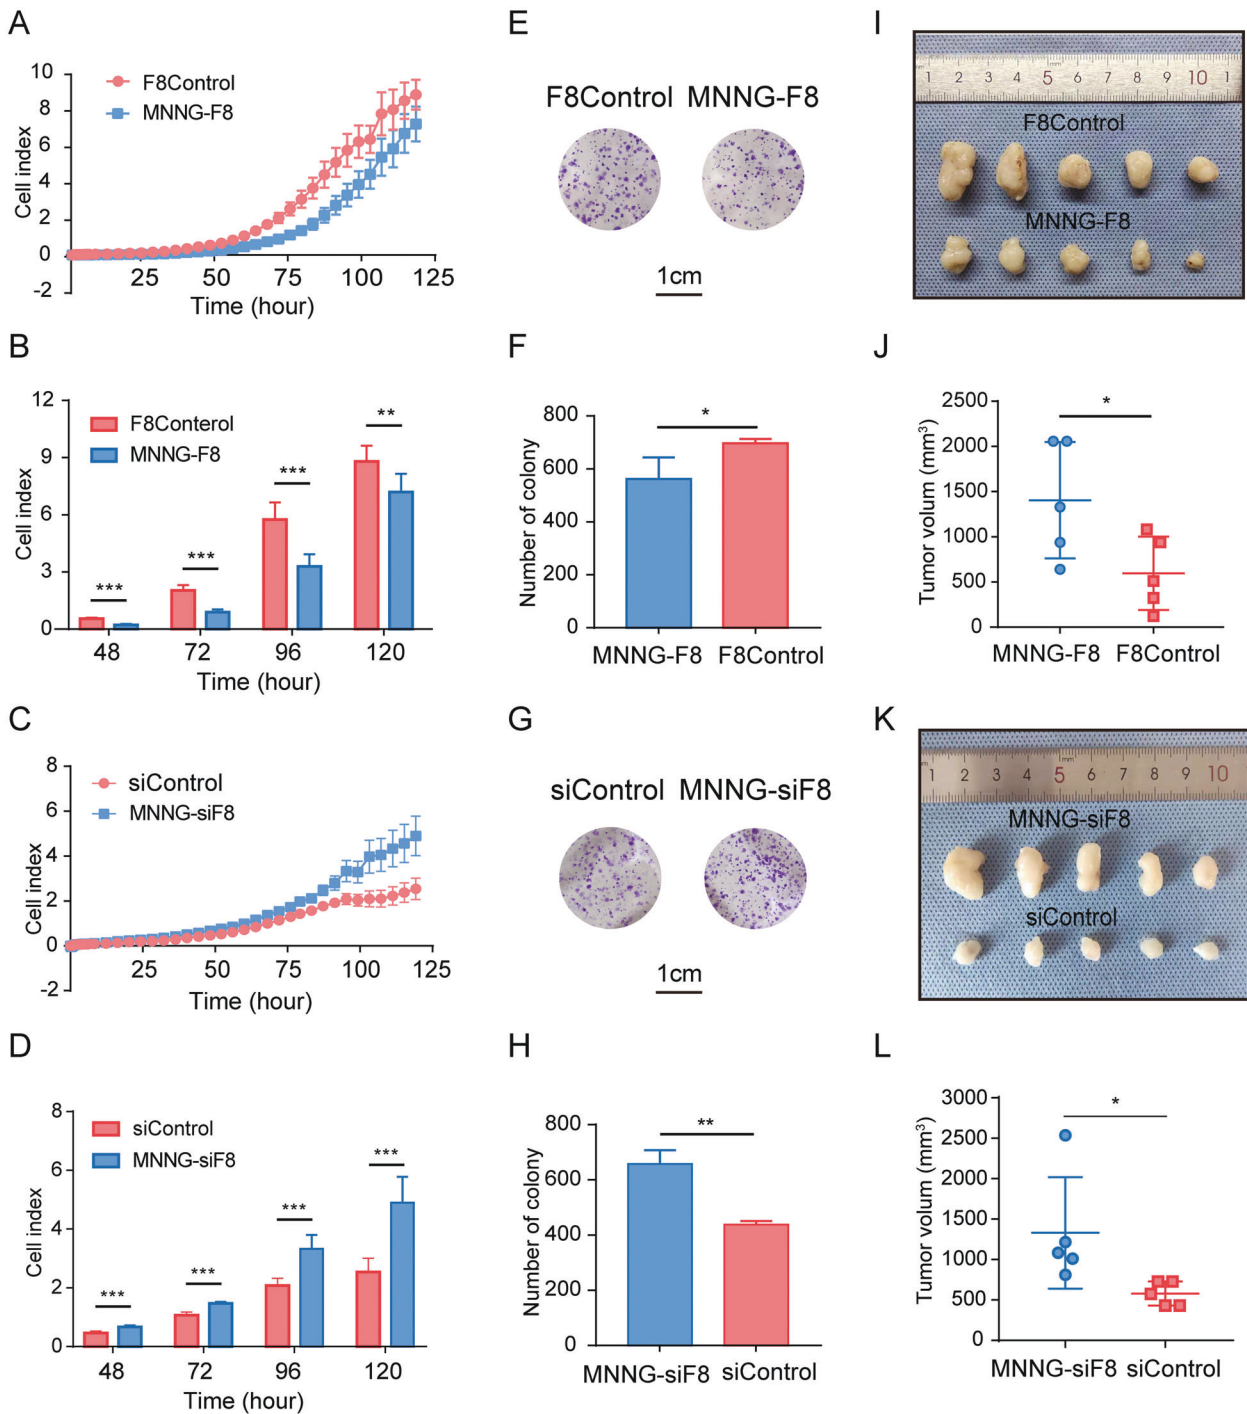 A
10
8
6
4
2
0
-2
Cell index
F8Control
MNNG-F8
25
50
75
100
125
Time (hour)
B
12
9
6
3
0
Cell index
F8Conterol
MNNG-F8
***
***
***
**
48
72
96
120
Time (hour)
C
8
6
4
2
0
-2
Cell index
siControl
MNNG-siF8
25
50
75
100
125
Time (hour)
D
8
6
4
2
0
Cell index
siControl
MNNG-siF8
***
***
***
***
48
72
96
120
Time (hour)
E
F8Control MNNG-F8
1cm
F
800
600
400
200
0
Number of colony
*
MNNG-F8 F8Control
G
siControl MNNG-siF8
1cm
H
800
600
400
200
0
Number of colony
**
MNNG-siF8 siControl
I
1 2 3 4 5 6 7 8 9 10 1
mm
F8Control
MNNG-F8
J
2500
2000
1500
1000
500
0
Tumor volum (mm³)
*
MNNG-F8 F8Control
K
1 2 3 4 5 6 7 8 9 10
mm
MNNG-siF8
siControl
L
3000
2500
2000
1500
1000
500
0
Tumor volum (mm³)
*
MNNG-siF8 siControl